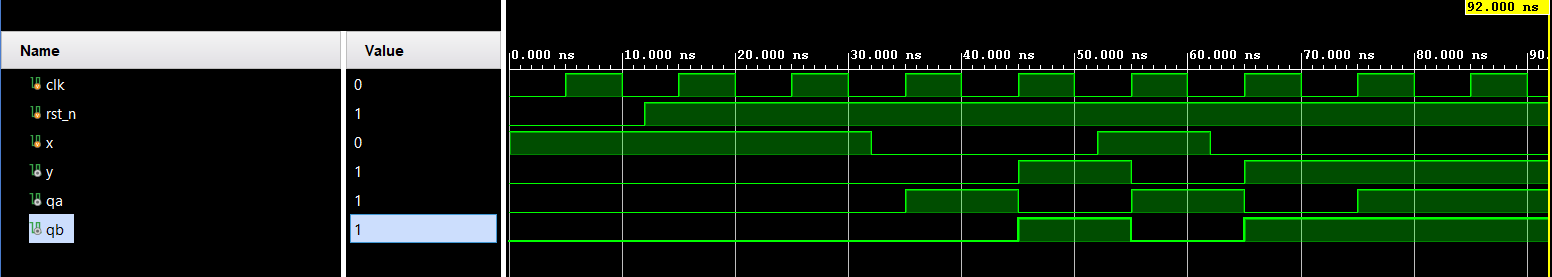 92.000 ns
Name Value
0.000 ns 10.000 ns 20.000 ns 30.000 ns 40.000 ns 50.000 ns 60.000 ns 70.000 ns 80.000 ns 90.
clk 0
rst_n 1
x 0
y 1
qa 1
qb 1